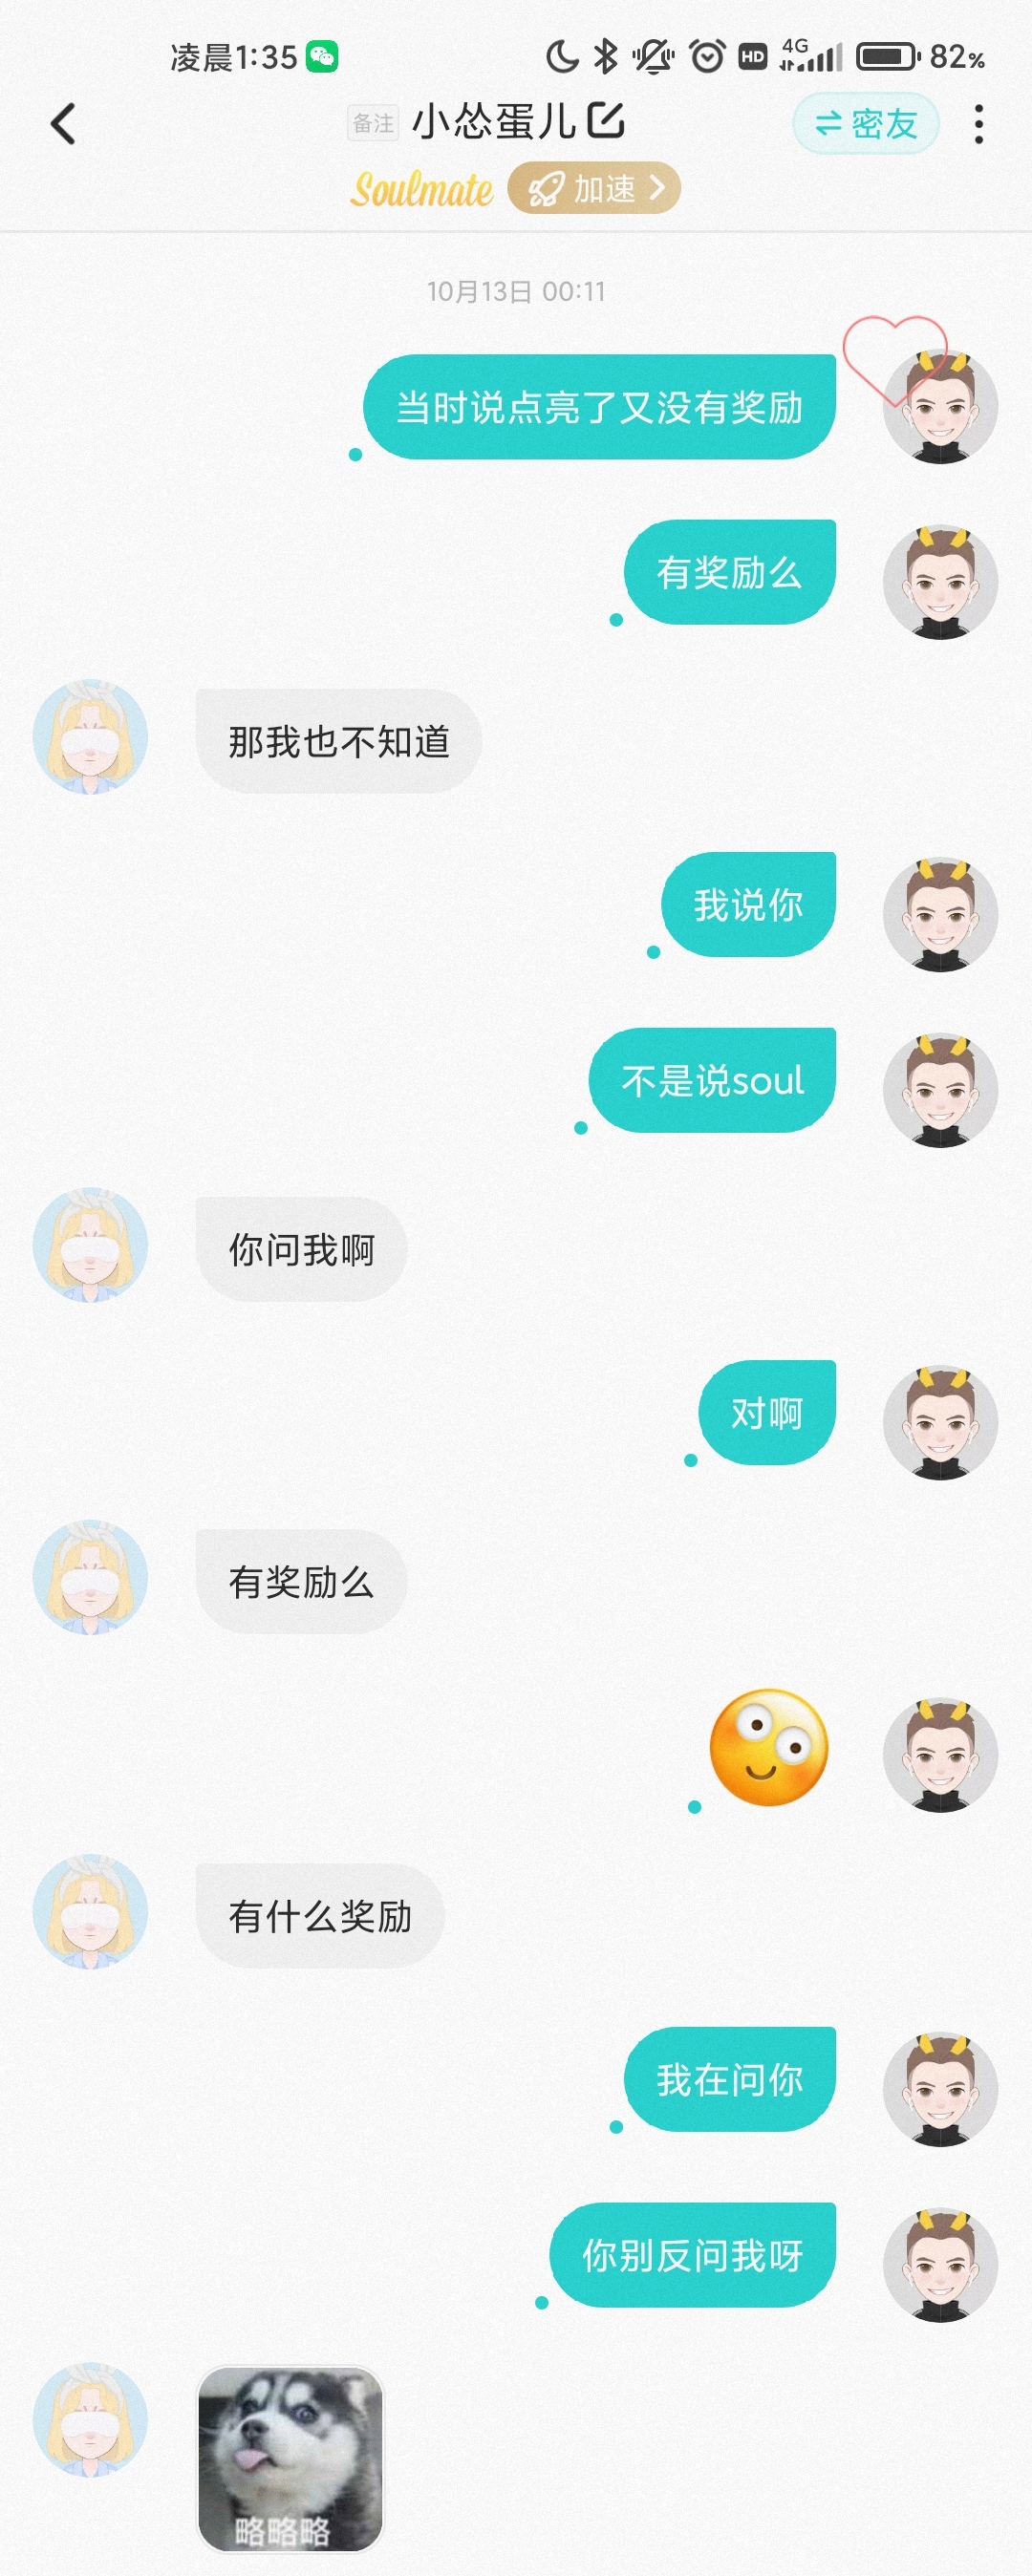 凌晨1:35
HD
4G
82%
备注 小怂蛋儿
密友
Soulmate
加速
10月13日 00:11
当时说点亮了又没有奖励
有奖励么
那我也不知道
我说你
不是说soul
你问我啊
对啊
有奖励么
有什么奖励
我在问你
你别反问我呀
略略略